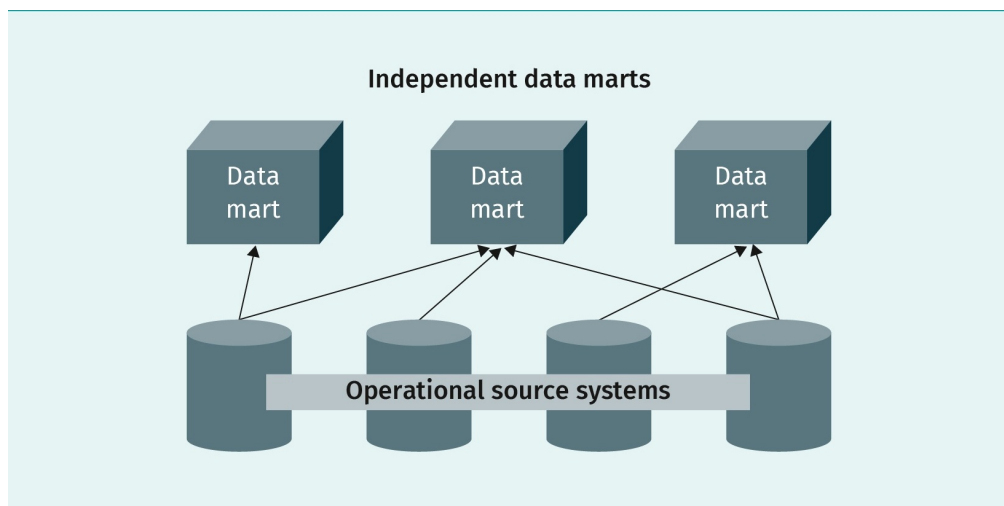 Independent data marts
Data
mart
Data
mart
Data
mart
Operational source systems